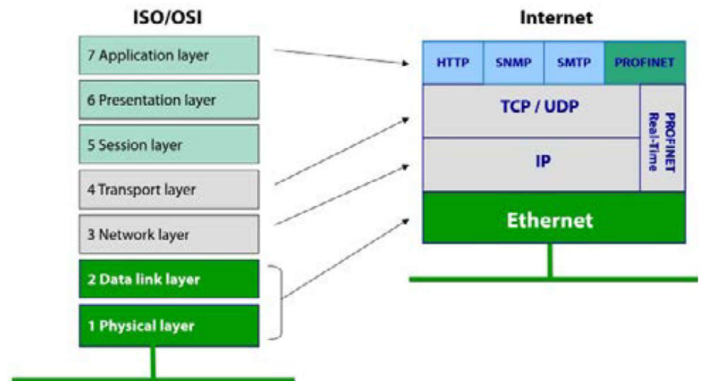 ISO/OSI
7 Application layer
6 Presentation layer
5 Session layer
4 Transport layer
3 Network layer
2 Data link layer
1 Physical layer
Internet
HTTP
SNMP
SMTP
PROFINET
TCP / UDP
IP
PROFINET
Real-Time
Ethernet